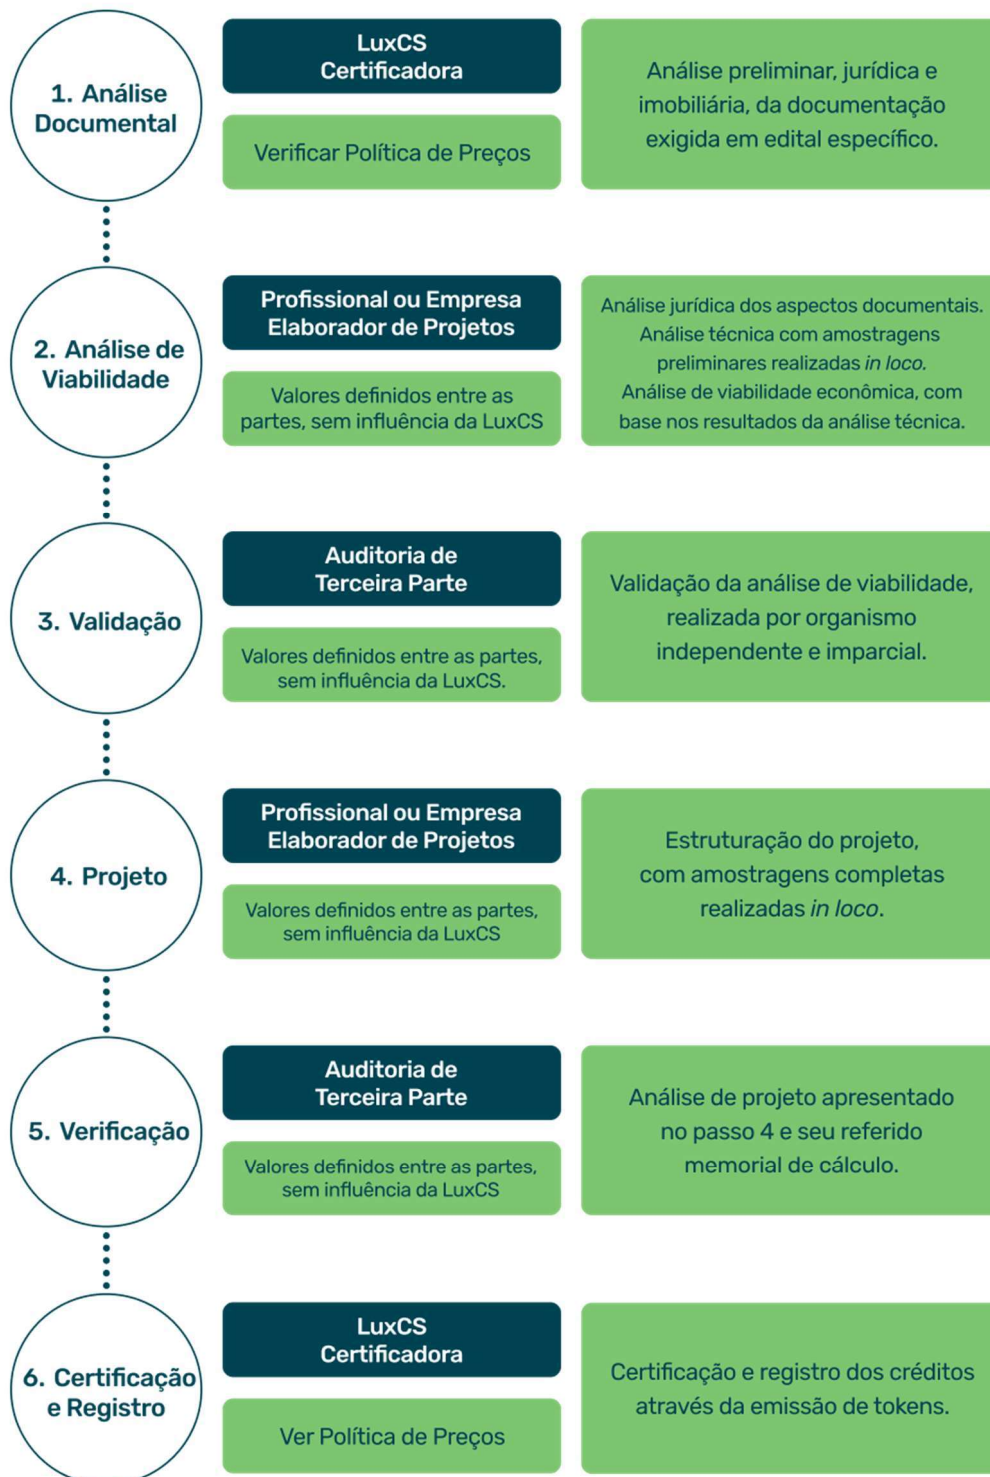 1. Análise
Documental
LuxCS
Certificadora
Verificar Política de Preços
Análise preliminar, jurídica e
imobiliária, da documentação
exigida em edital específico.
2. Análise de
Viabilidade
Profissional ou Empresa
Elaborador de Projetos
Valores definidos entre as
partes, sem influência da LuxCS
Análise jurídica dos aspectos documentais.
Análise técnica com amostragens
preliminares realizadas in loco.
Análise de viabilidade econômica, com
base nos resultados da análise técnica.
3. Validação
Auditoria de
Terceira Parte
Valores definidos entre as partes,
sem influência da LuxCS.
Validação da análise de viabilidade,
realizada por organismo
independente e imparcial.
4. Projeto
Profissional ou Empresa
Elaborador de Projetos
Valores definidos entre as partes,
sem influência da LuxCS
Estruturação do projeto,
com amostragens completas
realizadas in loco.
5. Verificação
Auditoria de
Terceira Parte
Valores definidos entre as partes,
sem influência da LuxCS
Análise de projeto apresentado
no passo 4 e seu referido
memorial de cálculo.
6. Certificação
e Registro
LuxCS
Certificadora
Ver Política de Preços
Certificação e registro dos créditos
através da emissão de tokens.